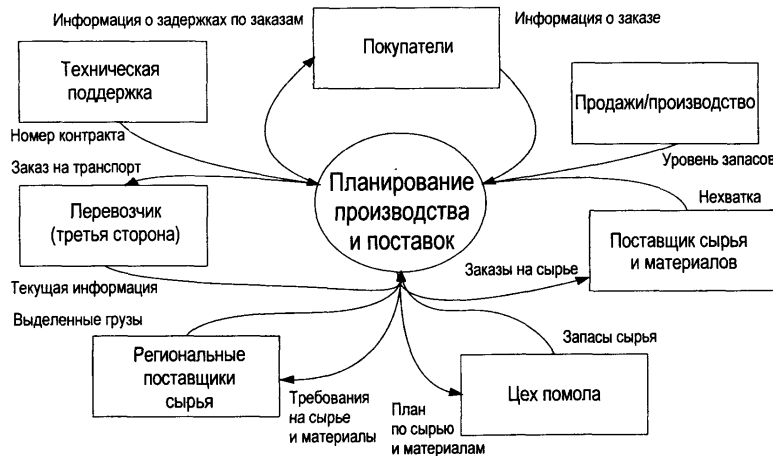 Информация о задержках по заказам
Информация о заказе
Покупатели
Техническая
поддержка
Продажи/производство
Номер контракта
Уровень запасов
Заказ на транспорт
Планирование
производства
и поставок
Нехватка
Перевозчик
(третья сторона)
Поставщик сырья
и материалов
Заказы на сырье
Текущая информация
Выделенные грузы
Запасы сырья
Региональные
поставщики
сырья
Требования
на сырье
и материалы
План
по сырью
и материалам
Цех помола